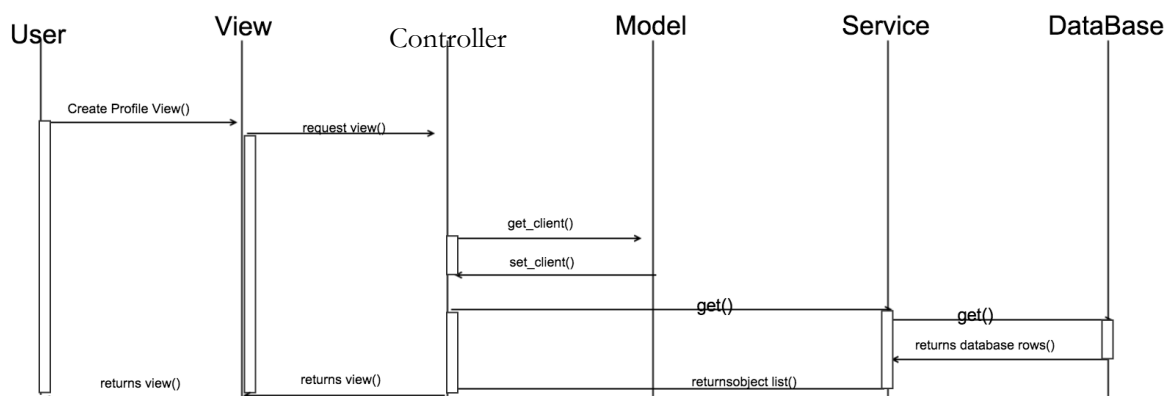 User
View
Controller
Model
Service
DataBase
Create Profile View()
request view()
get_client()
set_client()
get()
get()
returns database rows()
returns view()
returns view()
returnsobject list()